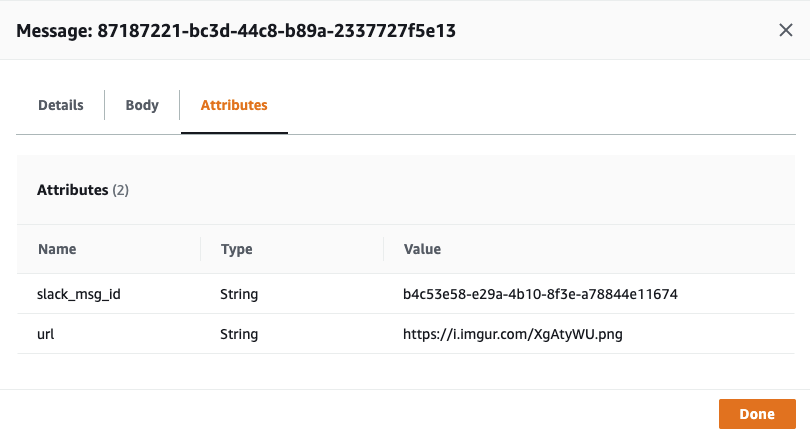 Message: 87187221-bc3d-44c8-b89a-2337727f5e13
Details Body Attributes
Attributes (2)
Name Type Value
slack_msg_id String b4c53e58-e29a-4b10-8f3e-a78844e11674
url String https://i.imgur.com/XgAtyWU.png
Done